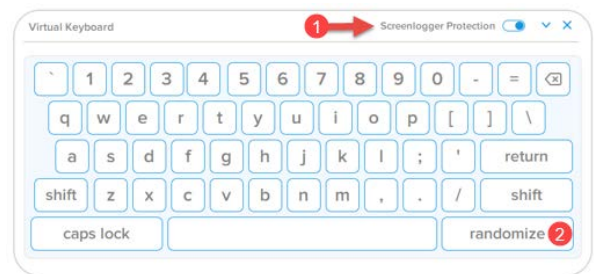 Virtual Keyboard 1 Screenlogger Protection
` 1 2 3 4 5 6 7 8 9 0 - =
q w e r t y u i o p [ ] \
a s d f g h j k l ; ' return
shift z x c v b n m , . / shift
caps lock randomize 2